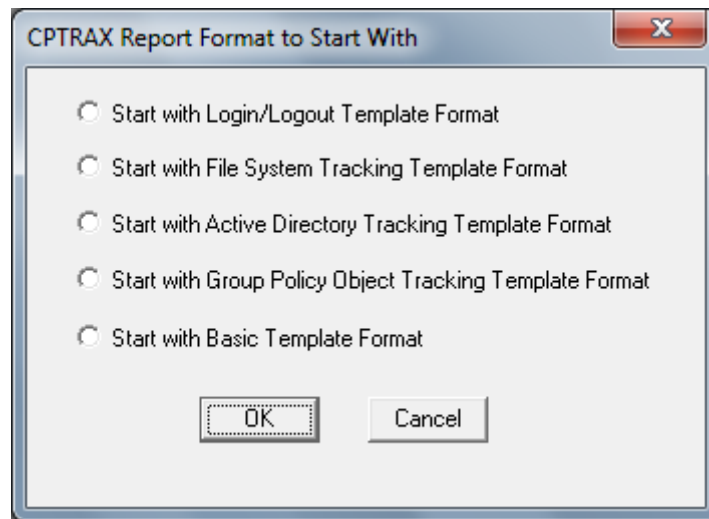 CPTRAX Report Format to Start With
Start with Login/Logout Template Format
Start with File System Tracking Template Format
Start with Active Directory Tracking Template Format
Start with Group Policy Object Tracking Template Format
Start with Basic Template Format
OK Cancel